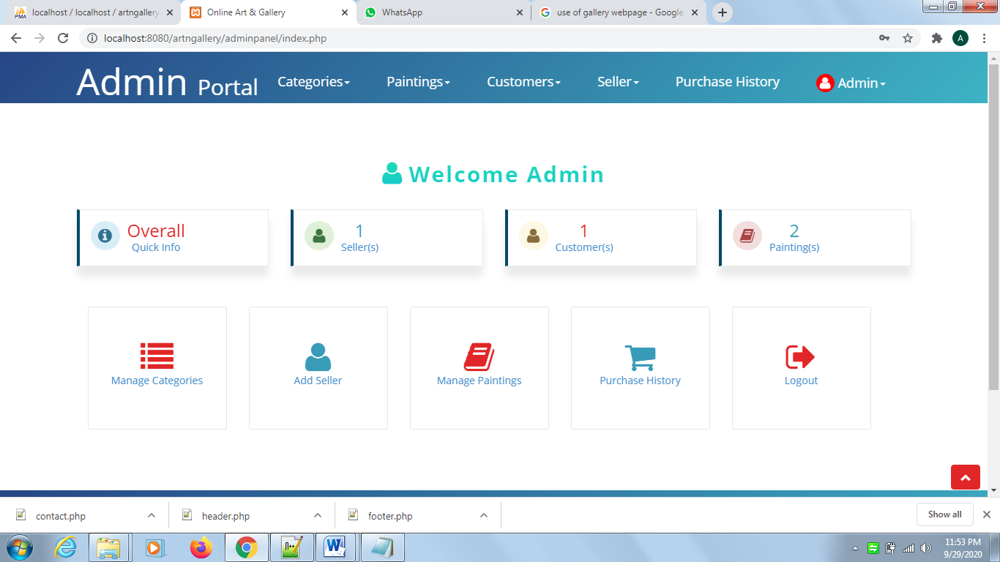 PMA localhost / localhost / artngallery
Online Art & Gallery
WhatsApp
use of gallery webpage - Google
localhost:8080/artngallery/adminpanel/index.php
A
Admin Portal
Categories
Paintings
Customers
Seller
Purchase History
Admin
Welcome Admin
Overall
Quick Info
1
Seller(s)
1
Customer(s)
2
Painting(s)
Manage Categories
Add Seller
Manage Paintings
Purchase History
Logout
contact.php
header.php
footer.php
Show all
11:53 PM
9/29/2020